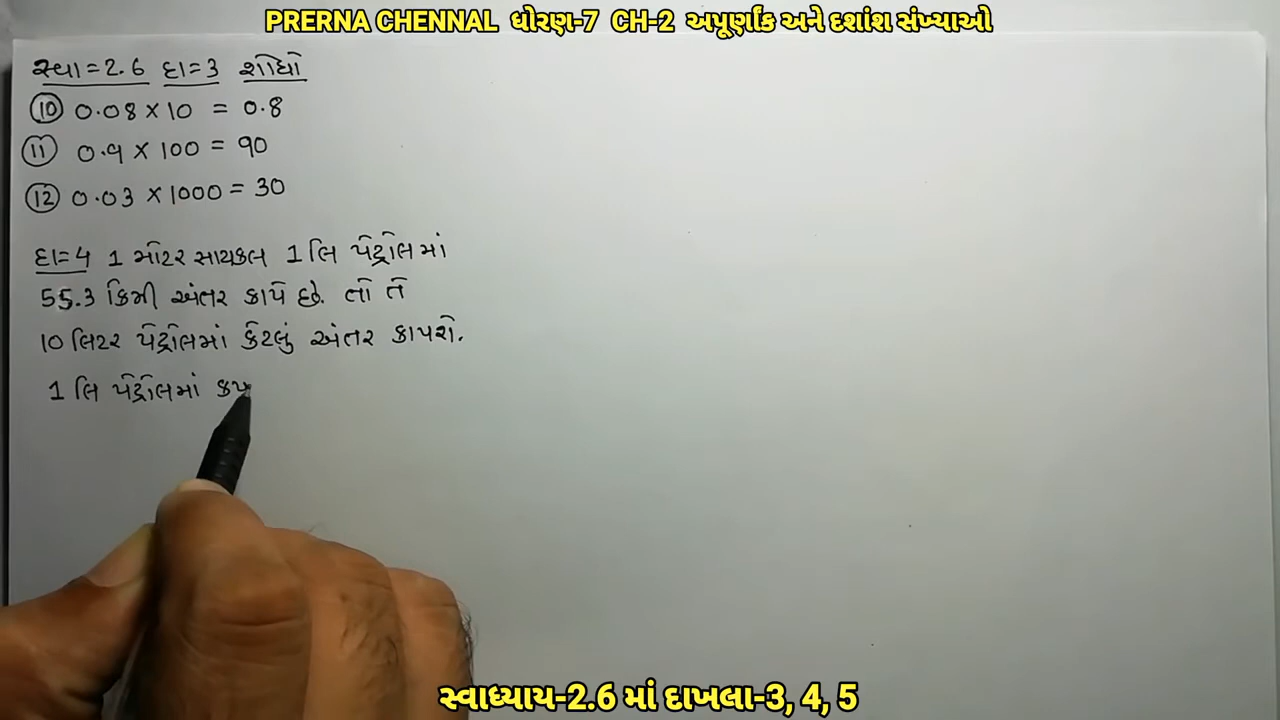 PRERNA CHENNAL ધોરણ-7 CH-2 અપૂર્ણાંક અને દશાંશ સંખ્યાઓ
સ્વા=2.6 દા=3 શોધો
10 0.08 × 10 = 0.8
11 0.9 × 100 = 90
12 0.03 × 1000 = 30
દા=4 1 મોટર સાયકલ 1 લિ પેટ્રોલમાં
55.3 કિમી અંતર કાપે છે. તો તે
10 લિટર પેટ્રોલમાં કેટલું અંતર કાપશે.
1 લિ પેટ્રોલમાં કપ
સ્વાધ્યાય-2.6 માં દાખલા-3, 4, 5